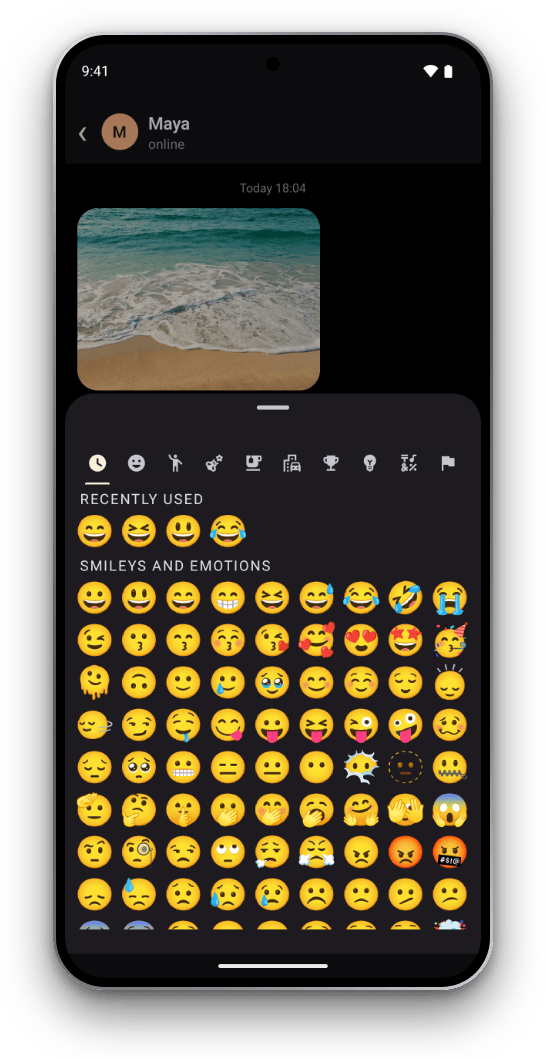 9:41
M
Maya
online
Today 18:04
RECENTLY USED
SMILEYS AND EMOTIONS
#$!@